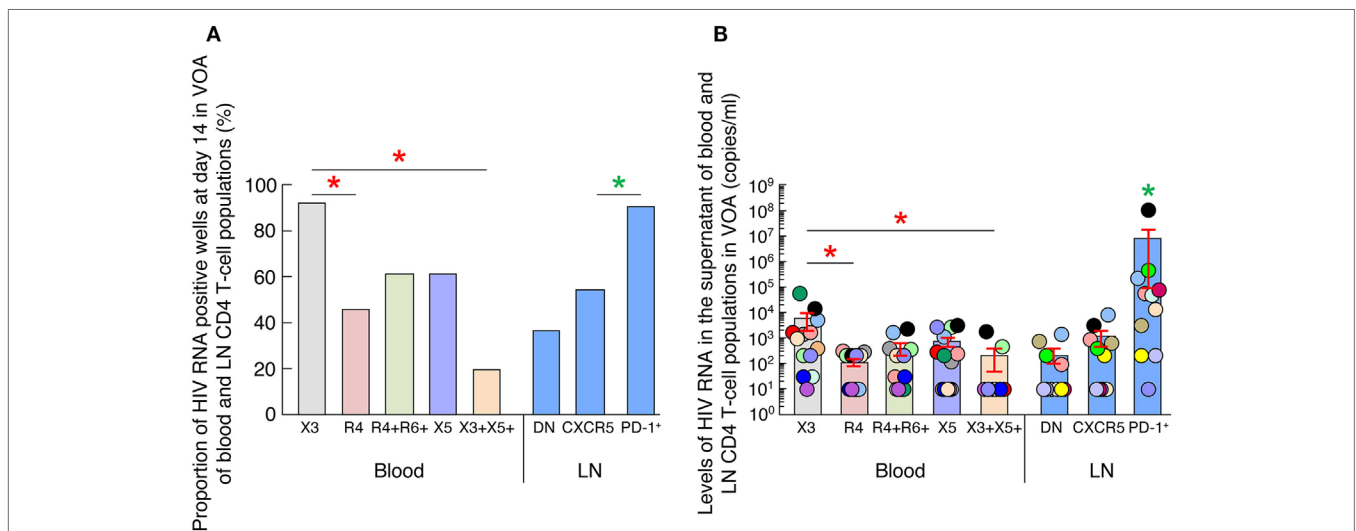 A
Proportion of HIV RNA positive wells at day 14 in VOA
of blood and LN CD4 T-cell populations (%)
*
*
*
100
80
60
40
20
0
X3 R4 R4+R6+ X5 X3+X5+ DN CXCR5 PD-1⁺
Blood LN
B
Levels of HIV RNA in the supernatant of blood and
LN CD4 T-cell populations in VOA (copies/ml)
*
*
*
10⁹
10⁸
10⁷
10⁶
10⁵
10⁴
10³
10²
10¹
10⁰
X3 R4 R4+R6+ X5 X3+X5+ DN CXCR5 PD-1⁺
Blood LN